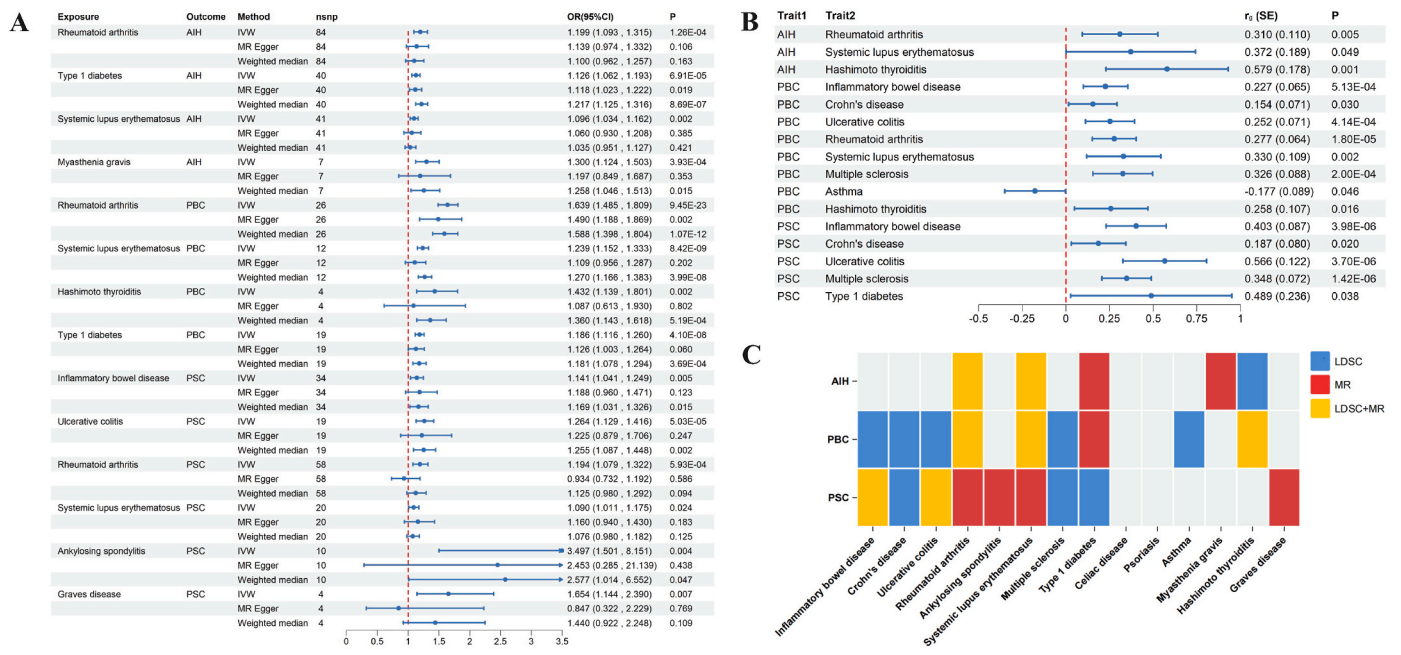 A
Exposure Outcome Method nsnp OR(95%CI) P
Rheumatoid arthritis AIH IVW 84 1.199 (1.093 , 1.315) 1.26E-04
MR Egger 84 1.139 (0.974 , 1.332) 0.106
Weighted median 84 1.100 (0.962 , 1.257) 0.163
Type 1 diabetes AIH IVW 40 1.126 (1.062 , 1.193) 6.91E-05
MR Egger 40 1.118 (1.023 , 1.222) 0.019
Weighted median 40 1.217 (1.125 , 1.316) 8.69E-07
Systemic lupus erythematosus AIH IVW 41 1.096 (1.034 , 1.162) 0.002
MR Egger 41 1.060 (0.930 , 1.208) 0.385
Weighted median 41 1.035 (0.951 , 1.127) 0.421
Myasthenia gravis AIH IVW 7 1.300 (1.124 , 1.503) 3.93E-04
MR Egger 7 1.197 (0.849 , 1.687) 0.353
Weighted median 7 1.258 (1.046 , 1.513) 0.015
Rheumatoid arthritis PBC IVW 26 1.639 (1.485 , 1.809) 9.45E-23
MR Egger 26 1.490 (1.188 , 1.869) 0.002
Weighted median 26 1.588 (1.398 , 1.804) 1.07E-12
Systemic lupus erythematosus PBC IVW 12 1.239 (1.152 , 1.333) 8.42E-09
MR Egger 12 1.109 (0.956 , 1.287) 0.202
Weighted median 12 1.270 (1.166 , 1.383) 3.99E-08
Hashimoto thyroiditis PBC IVW 4 1.432 (1.139 , 1.801) 0.002
MR Egger 4 1.087 (0.613 , 1.930) 0.802
Weighted median 4 1.360 (1.143 , 1.618) 5.19E-04
Type 1 diabetes PBC IVW 19 1.186 (1.116 , 1.260) 4.10E-08
MR Egger 19 1.126 (1.003 , 1.264) 0.060
Weighted median 19 1.181 (1.078 , 1.294) 3.69E-04
Inflammatory bowel disease PSC IVW 34 1.141 (1.041 , 1.249) 0.005
MR Egger 34 1.188 (0.960 , 1.471) 0.123
Weighted median 34 1.169 (1.031 , 1.326) 0.015
Ulcerative colitis PSC IVW 19 1.264 (1.129 , 1.416) 5.03E-05
MR Egger 19 1.225 (0.879 , 1.706) 0.247
Weighted median 19 1.255 (1.087 , 1.448) 0.002
Rheumatoid arthritis PSC IVW 58 1.194 (1.079 , 1.322) 5.93E-04
MR Egger 58 0.934 (0.732 , 1.192) 0.586
Weighted median 58 1.125 (0.980 , 1.292) 0.094
Systemic lupus erythematosus PSC IVW 20 1.090 (1.011 , 1.175) 0.024
MR Egger 20 1.160 (0.940 , 1.430) 0.183
Weighted median 20 1.076 (0.980 , 1.182) 0.125
Ankylosing spondylitis PSC IVW 10 3.497 (1.501 , 8.151) 0.004
MR Egger 10 2.453 (0.285 , 21.139) 0.438
Weighted median 10 2.577 (1.014 , 6.552) 0.047
Graves disease PSC IVW 4 1.654 (1.144 , 2.390) 0.007
MR Egger 4 0.847 (0.322 , 2.229) 0.769
Weighted median 4 1.440 (0.922 , 2.248) 0.109
0 0.5 1 1.5 2 2.5 3 3.5
B
Trait1 Trait2 rg (SE) P
AIH Rheumatoid arthritis 0.310 (0.110) 0.005
AIH Systemic lupus erythematosus 0.372 (0.189) 0.049
AIH Hashimoto thyroiditis 0.579 (0.178) 0.001
PBC Inflammatory bowel disease 0.227 (0.065) 5.13E-04
PBC Crohn's disease 0.154 (0.071) 0.030
PBC Ulcerative colitis 0.252 (0.071) 4.14E-04
PBC Rheumatoid arthritis 0.277 (0.064) 1.80E-05
PBC Systemic lupus erythematosus 0.330 (0.109) 0.002
PBC Multiple sclerosis 0.326 (0.088) 2.00E-04
PBC Asthma -0.177 (0.089) 0.046
PBC Hashimoto thyroiditis 0.258 (0.107) 0.016
PSC Inflammatory bowel disease 0.403 (0.087) 3.98E-06
PSC Crohn's disease 0.187 (0.080) 0.020
PSC Ulcerative colitis 0.566 (0.122) 3.70E-06
PSC Multiple sclerosis 0.348 (0.072) 1.42E-06
PSC Type 1 diabetes 0.489 (0.236) 0.038
-0.5 -0.25 0 0.25 0.5 0.75 1
C
AIH
PBC
PSC
Inflammatory bowel disease
Crohn's disease
Ulcerative colitis
Rheumatoid arthritis
Ankylosing spondylitis
Systemic lupus erythematosus
Multiple sclerosis
Type 1 diabetes
Celiac disease
Psoriasis
Asthma
Myasthenia gravis
Hashimoto thyroiditis
Graves disease
LDSC
MR
LDSC+MR